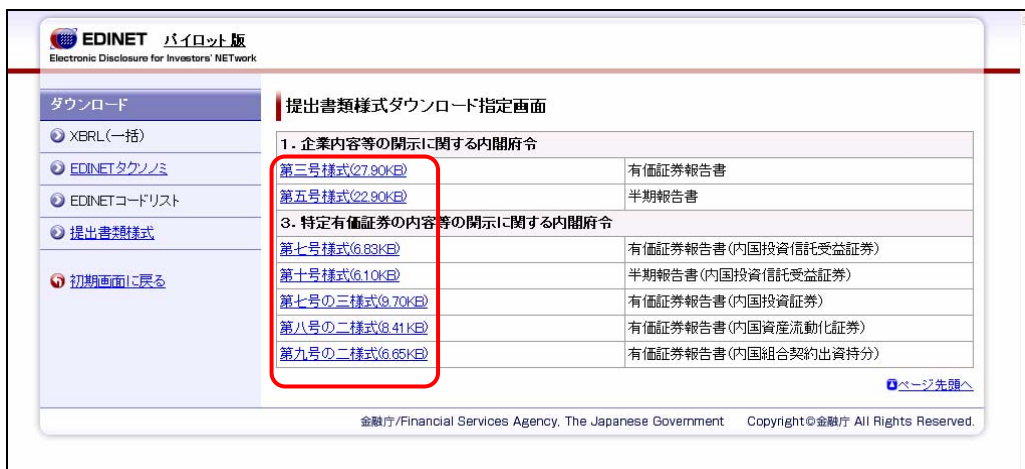 EDINET パイロット版
Electronic Disclosure for Investors' NETwork
ダウンロード
XBRL(一括)
EDINETタクソノミ
EDINETコードリスト
提出書類様式
初期画面に戻る
提出書類様式ダウンロード指定画面
1.企業内容等の開示に関する内閣府令
第三号様式(27.90KB) 有価証券報告書
第五号様式(22.90KB) 半期報告書
3.特定有価証券の内容等の開示に関する内閣府令
第七号様式(6.83KB) 有価証券報告書(内国投資信託受益証券)
第十号様式(6.10KB) 半期報告書(内国投資信託受益証券)
第七号の三様式(9.70KB) 有価証券報告書(内国投資証券)
第八号の二様式(8.41KB) 有価証券報告書(内国資産流動化証券)
第九号の二様式(6.65KB) 有価証券報告書(内国組合契約出資持分)
ページ先頭へ
金融庁/Financial Services Agency, The Japanese Government Copyright©金融庁 All Rights Reserved.